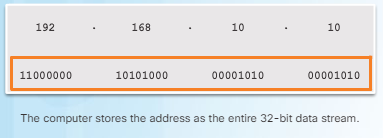 192 . 168 . 10 . 10
11000000 10101000 00001010 00001010
The computer stores the address as the entire 32-bit data stream.